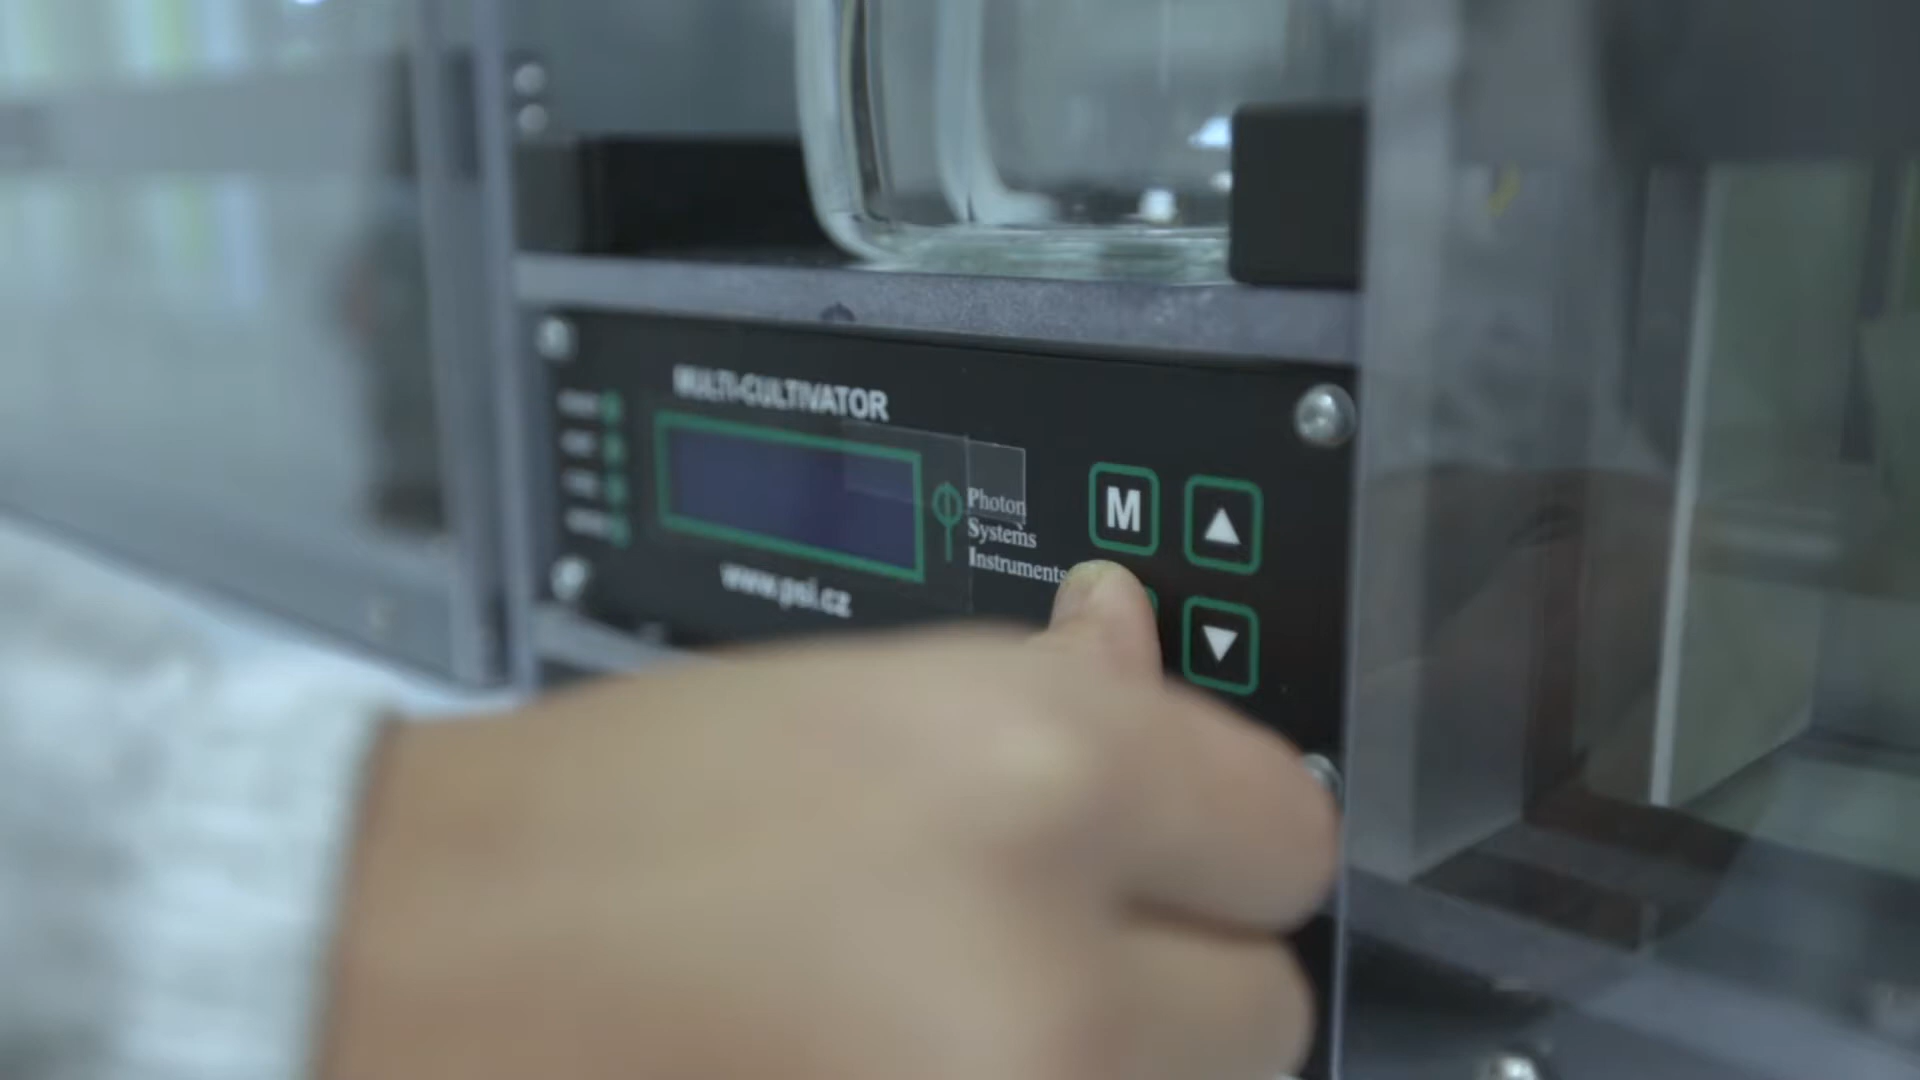 MULTI-CULTIVATOR
Photon
Systems
Instruments
www.psi.cz
M